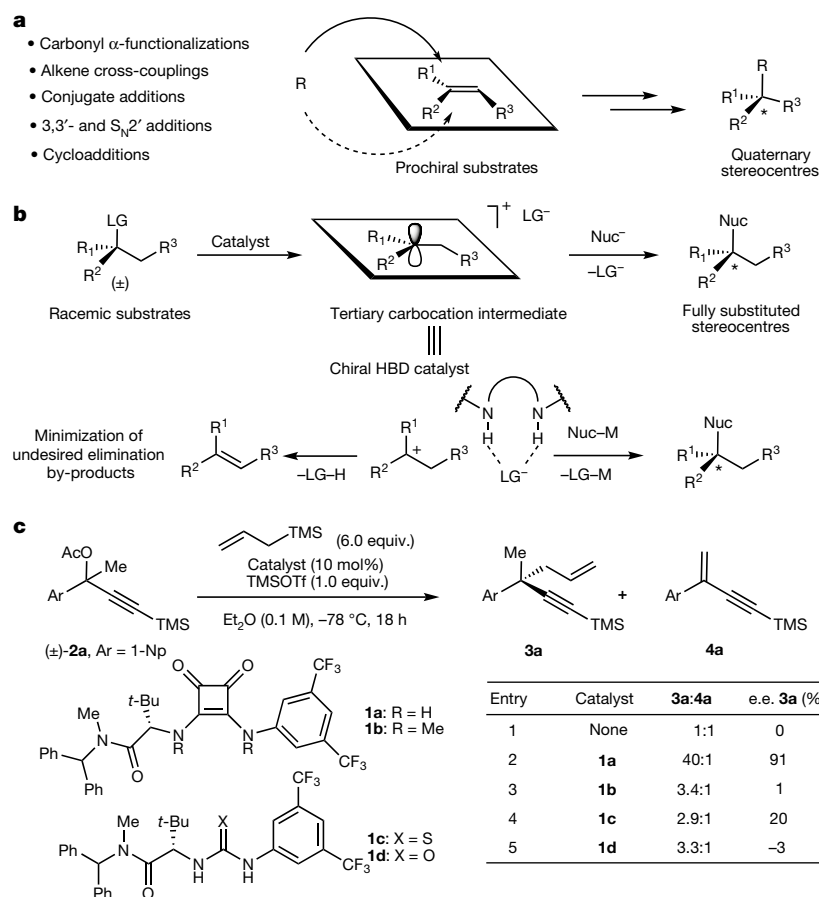 a
• Carbonyl α-functionalizations
• Alkene cross-couplings
• Conjugate additions
• 3,3′- and SN2′ additions
• Cycloadditions
R
R1
R2
R3
Prochiral substrates
R
R1
R2
R3
*
Quaternary
stereocentres
b
LG
R1
R2
R3
(±)
Racemic substrates
Catalyst
R1
R2
R3
+
LG−
Tertiary carbocation intermediate
Nuc−
−LG−
Nuc
R1
R2
R3
*
Fully substituted
stereocentres
Chiral HBD catalyst
Minimization of
undesired elimination
by-products
R1
R2
R3
−LG–H
R1
R2
+
R3
N
H
N
H
LG−
Nuc–M
−LG–M
Nuc
R1
R2
R3
*
c
AcO
Me
Ar
TMS
(±)-2a, Ar = 1-Np
TMS
(6.0 equiv.)
Catalyst (10 mol%)
TMSOTf (1.0 equiv.)
Et2O (0.1 M), −78 °C, 18 h
Me
Ar
TMS
3a
+
Ar
TMS
4a
O
O
CF3
t-Bu
Me
N
N
R
N
R
CF3
Ph
Ph
O
1a: R = H
1b: R = Me
CF3
Me
t-Bu
X
Ph
N
N
H
N
H
CF3
Ph
O
1c: X = S
1d: X = O
Entry Catalyst 3a:4a e.e. 3a (%
1 None 1:1 0
2 1a 40:1 91
3 1b 3.4:1 1
4 1c 2.9:1 20
5 1d 3.3:1 −3